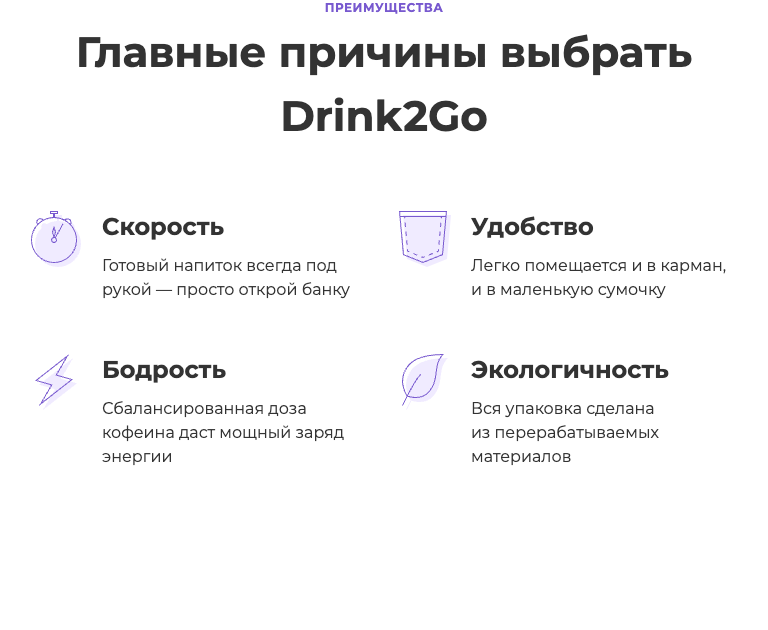 ПРЕИМУЩЕСТВА
Главные причины выбрать
Drink2Go
Скорость
Готовый напиток всегда под
рукой — просто открой банку
Удобство
Легко помещается и в карман,
и в маленькую сумочку
Бодрость
Сбалансированная доза
кофеина даст мощный заряд
энергии
Экологичность
Вся упаковка сделана
из перерабатываемых
материалов